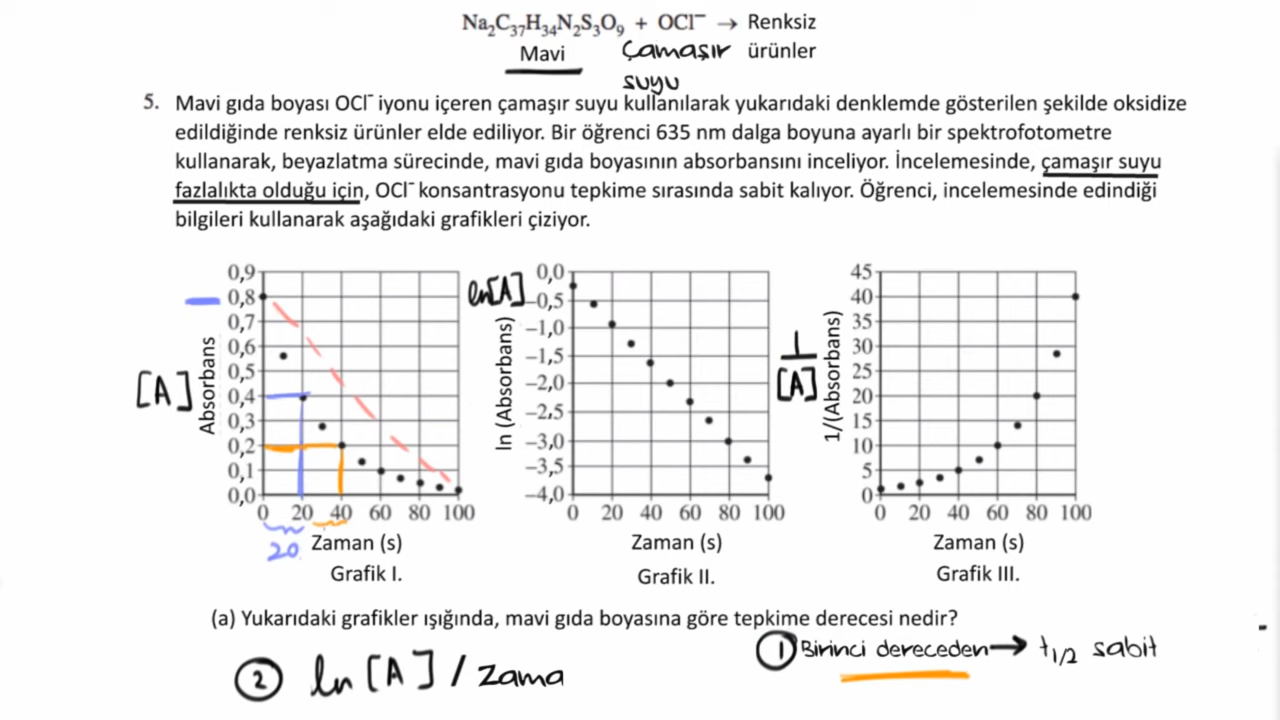 Na₂C₃₇H₃₄N₂S₃O₉ + OCl⁻ → Renksiz
Mavi Çamaşır ürünler
suyu
5. Mavi gıda boyası OCl⁻ iyonu içeren çamaşır suyu kullanılarak yukarıdaki denklemde gösterilen şekilde oksidize
edildiğinde renksiz ürünler elde ediliyor. Bir öğrenci 635 nm dalga boyuna ayarlı bir spektrofotometre
kullanarak, beyazlatma sürecinde, mavi gıda boyasının absorbansını inceliyor. İncelemesinde, çamaşır suyu
fazlalıkta olduğu için, OCl⁻ konsantrasyonu tepkime sırasında sabit kalıyor. Öğrenci, incelemesinde edindiği
bilgileri kullanarak aşağıdaki grafikleri çiziyor.
[A]
Absorbans
0,9
0,8
0,7
0,6
0,5
0,4
0,3
0,2
0,1
0,0
0 20 40 60 80 100
20
Zaman (s)
Grafik I.
ln[A]
ln (Absorbans)
0,0
–0,5
–1,0
–1,5
–2,0
–2,5
–3,0
–3,5
–4,0
0 20 40 60 80 100
Zaman (s)
Grafik II.
1
[A]
1/(Absorbans)
45
40
35
30
25
20
15
10
5
0
0 20 40 60 80 100
Zaman (s)
Grafik III.
(a) Yukarıdaki grafikler ışığında, mavi gıda boyasına göre tepkime derecesi nedir?
1 Birinci dereceden → t₁/₂ sabit
2 ln [A] / Zama